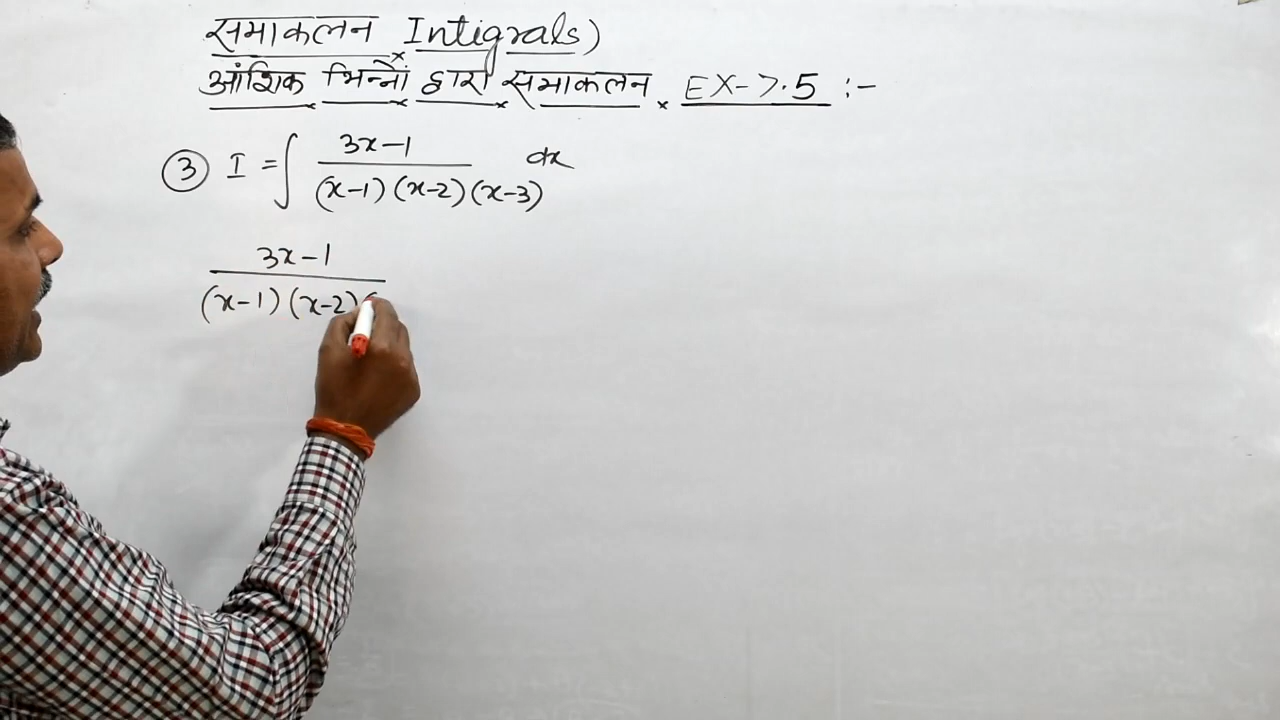 समाकलन Intigrals)
आंशिक भिन्नों द्वारा समाकलन EX-7.5 :-
③ I = ∫ (3x-1)/((x-1)(x-2)(x-3)) dx
(3x-1)/((x-1)(x-2)(